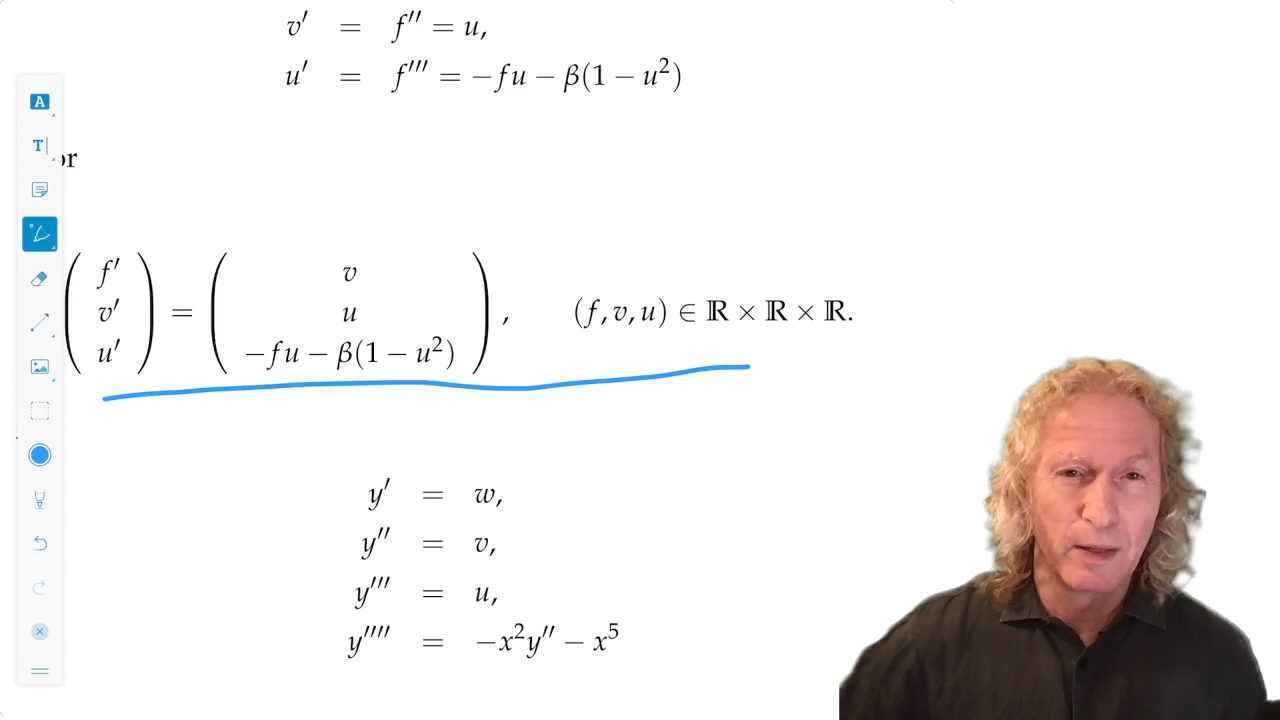 v′ = f″ = u,
u′ = f‴ = −fu − β(1 − u²)
or
( f′ v′ u′ ) = ( v u −fu − β(1 − u²) ), (f, v, u) ∈ ℝ × ℝ × ℝ.
y′ = w,
y″ = v,
y‴ = u,
y⁗ = −x²y″ − x⁵
A
T